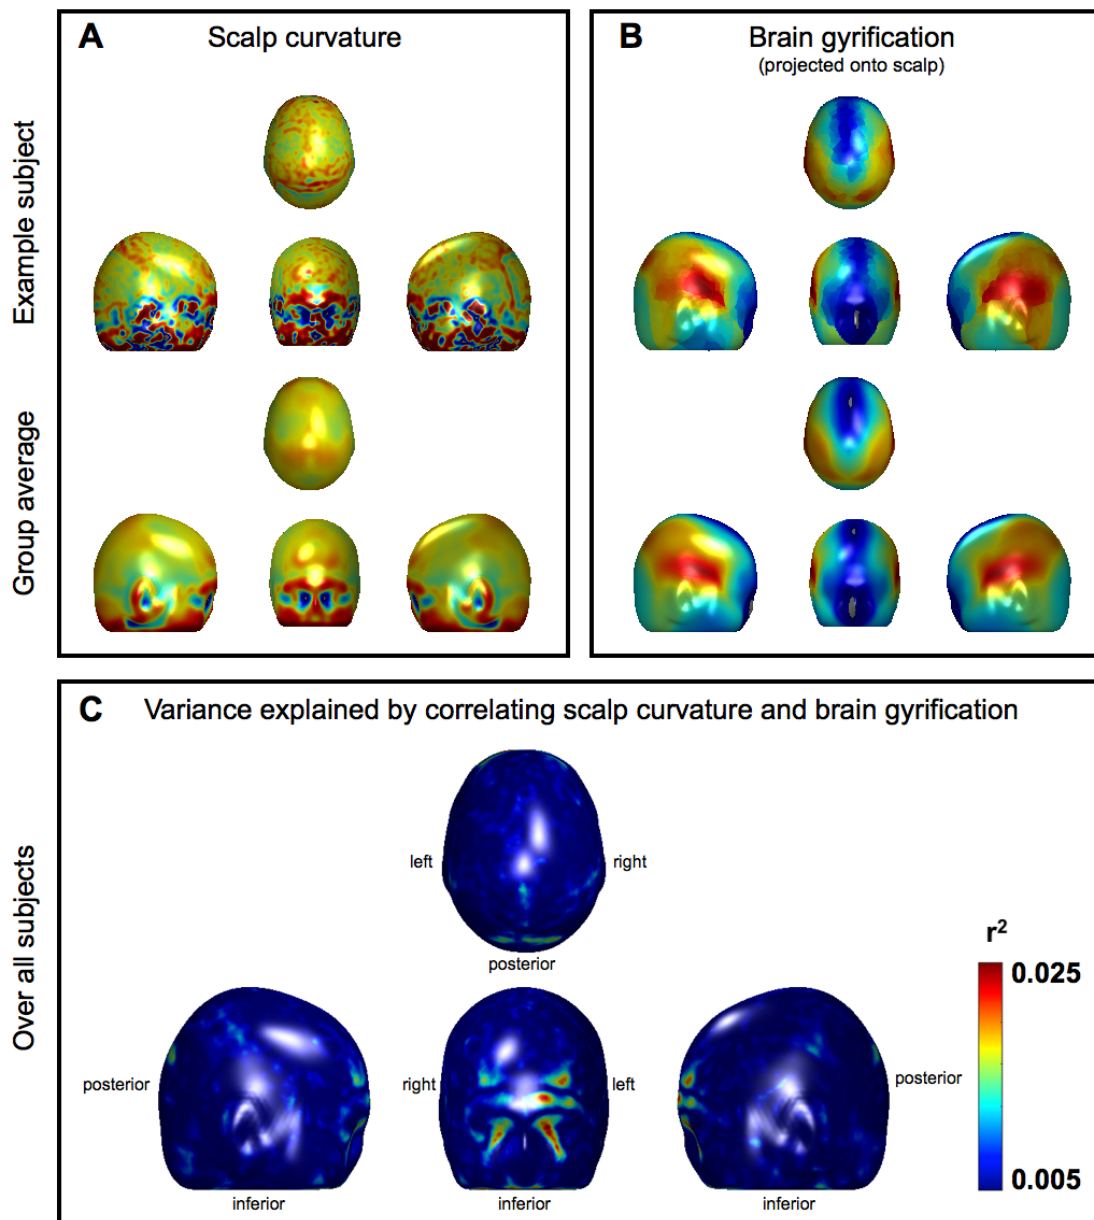 A Scalp curvature
B Brain gyrification
(projected onto scalp)
Example subject
Group average
C Variance explained by correlating scalp curvature and brain gyrification
Over all subjects
left
right
posterior
posterior
right
left
posterior
inferior
inferior
inferior
r²
0.025
0.005